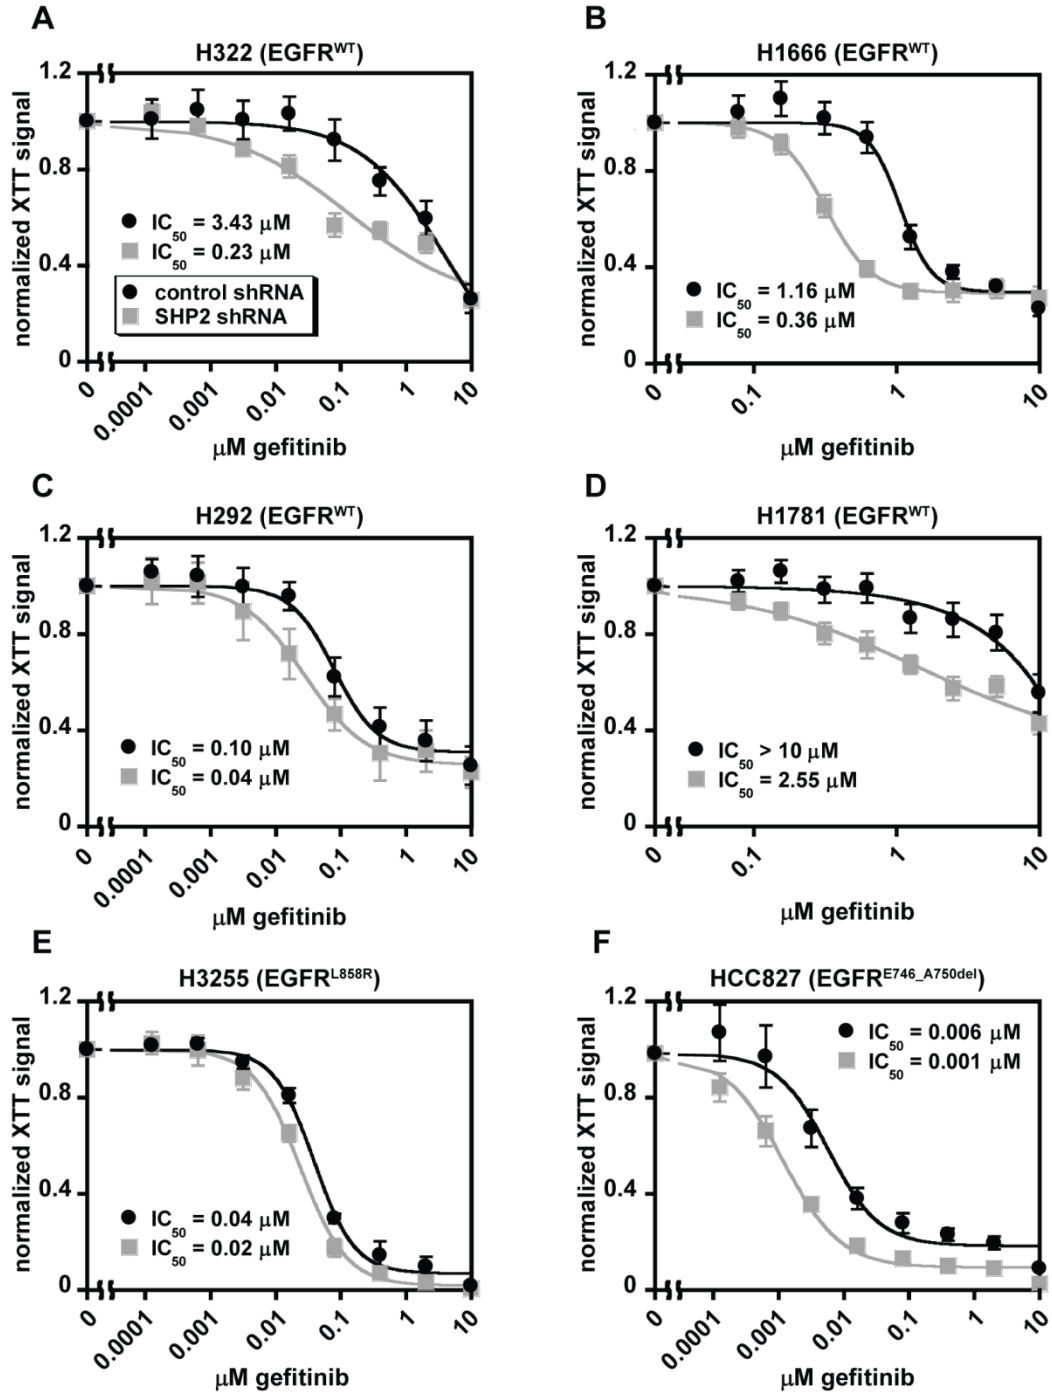 A
H322 (EGFR^WT)
normalized XTT signal
1.2
0.8
0.4
0
IC50 = 3.43 μM
IC50 = 0.23 μM
control shRNA
SHP2 shRNA
0 0.0001 0.001 0.01 0.1 1 10
μM gefitinib
B
H1666 (EGFR^WT)
normalized XTT signal
1.2
0.8
0.4
0
IC50 = 1.16 μM
IC50 = 0.36 μM
0 0.1 1 10
μM gefitinib
C
H292 (EGFR^WT)
normalized XTT signal
1.2
0.8
0.4
0
IC50 = 0.10 μM
IC50 = 0.04 μM
0 0.0001 0.001 0.01 0.1 1 10
μM gefitinib
D
H1781 (EGFR^WT)
normalized XTT signal
1.2
0.8
0.4
0
IC50 > 10 μM
IC50 = 2.55 μM
0 0.1 1 10
μM gefitinib
E
H3255 (EGFR^L858R)
normalized XTT signal
1.2
0.8
0.4
0
IC50 = 0.04 μM
IC50 = 0.02 μM
0 0.0001 0.001 0.01 0.1 1 10
μM gefitinib
F
HCC827 (EGFR^E746_A750del)
normalized XTT signal
1.2
0.8
0.4
0
IC50 = 0.006 μM
IC50 = 0.001 μM
0 0.0001 0.001 0.01 0.1 1 10
μM gefitinib